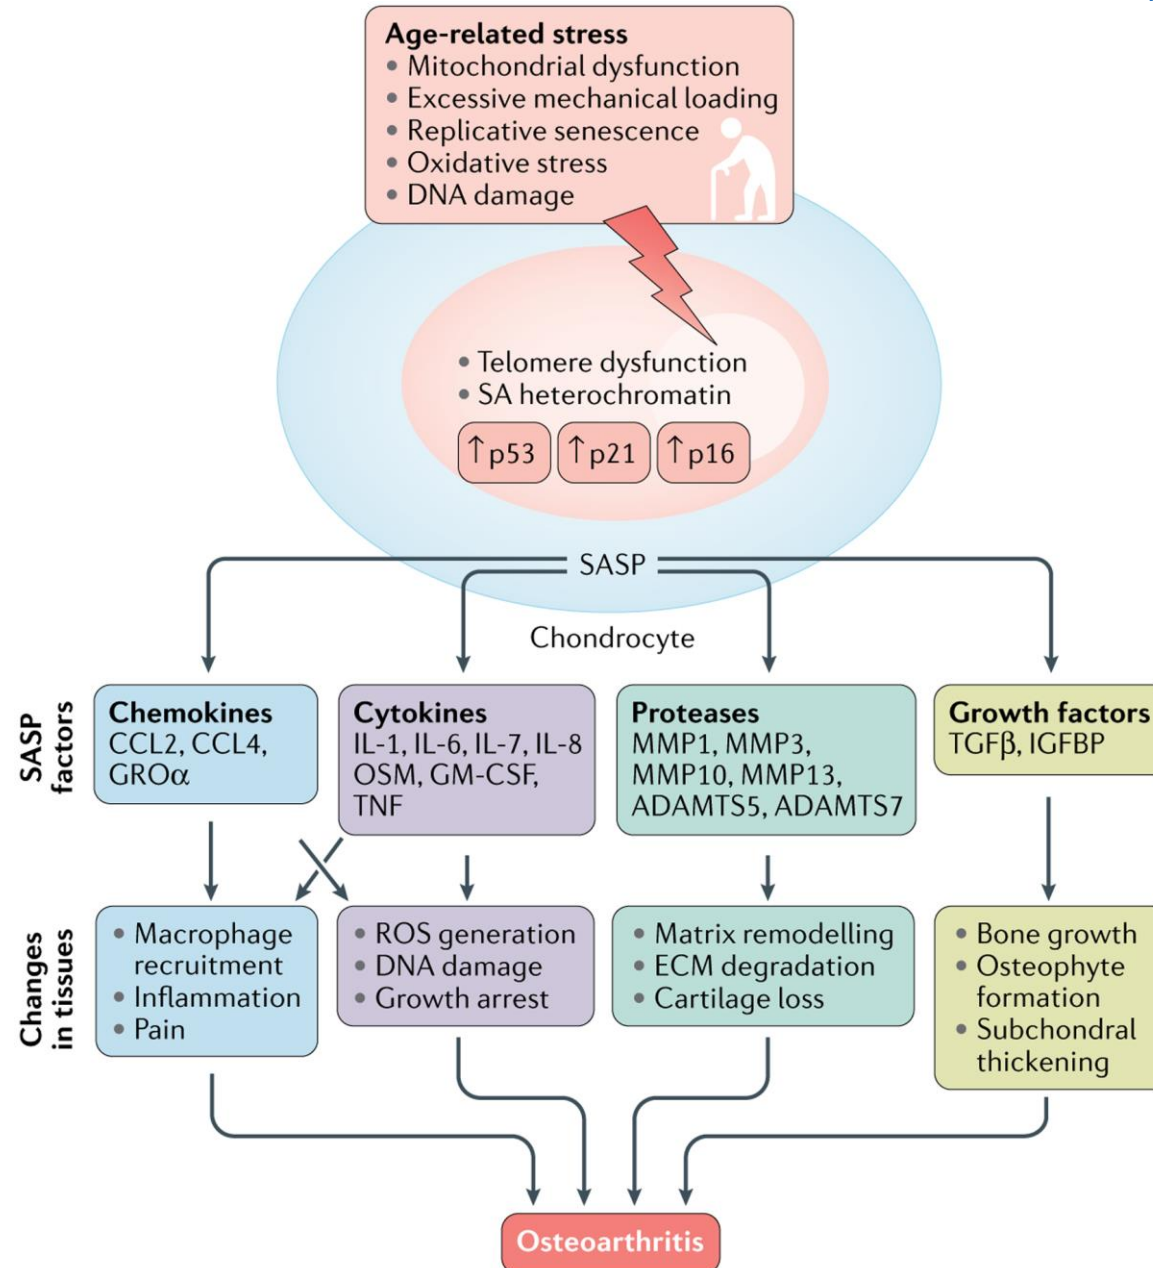 Age-related stress
• Mitochondrial dysfunction
• Excessive mechanical loading
• Replicative senescence
• Oxidative stress
• DNA damage
• Telomere dysfunction
• SA heterochromatin
↑p53
↑p21
↑p16
SASP
Chondrocyte
SASP
factors
Chemokines
CCL2, CCL4,
GROα
Cytokines
IL-1, IL-6, IL-7, IL-8
OSM, GM-CSF,
TNF
Proteases
MMP1, MMP3,
MMP10, MMP13,
ADAMTS5, ADAMTS7
Growth factors
TGFβ, IGFBP
Changes
in tissues
• Macrophage
recruitment
• Inflammation
• Pain
• ROS generation
• DNA damage
• Growth arrest
• Matrix remodelling
• ECM degradation
• Cartilage loss
• Bone growth
• Osteophyte
formation
• Subchondral
thickening
Osteoarthritis